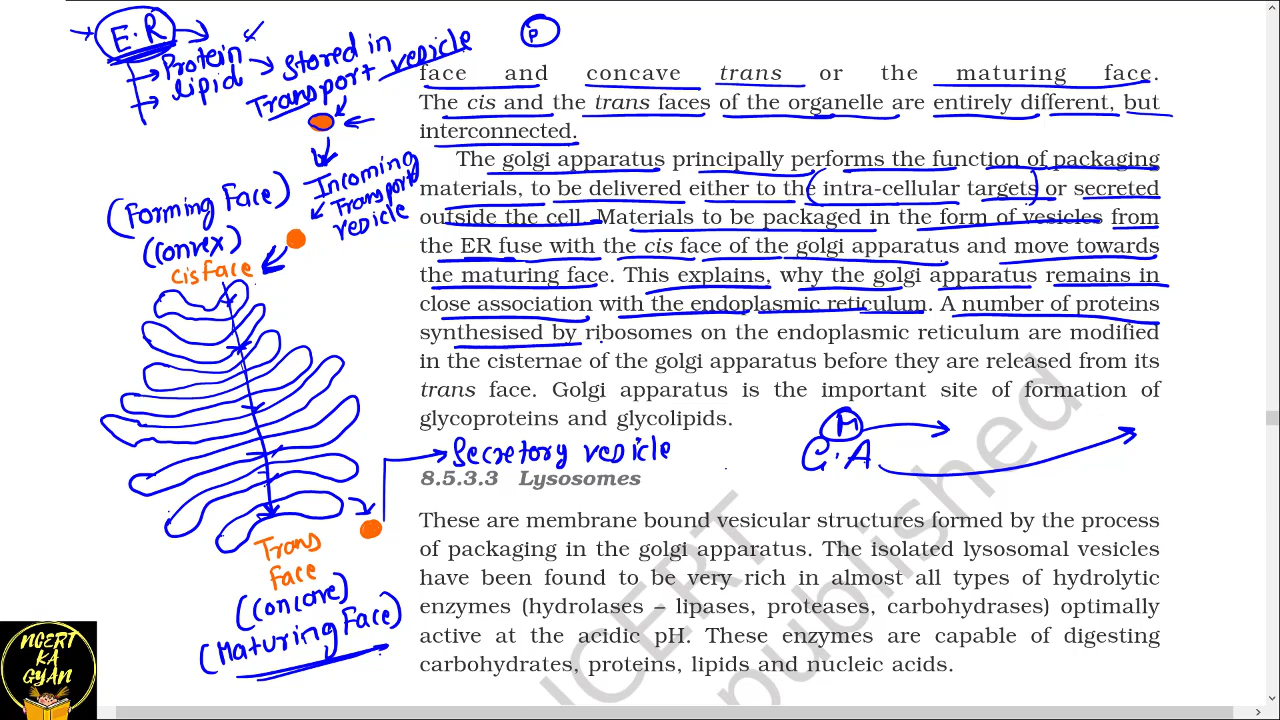 E.R
Protein
lipid
stored in
Transport vesicle
P
Incoming
Transport
vesicle
(Forming Face)
(convex)
cis face
Trans
Face
(concave)
(Maturing Face)
face and concave trans or the maturing face.
The cis and the trans faces of the organelle are entirely different, but
interconnected.
The golgi apparatus principally performs the function of packaging
materials, to be delivered either to the intra-cellular targets or secreted
outside the cell. Materials to be packaged in the form of vesicles from
the ER fuse with the cis face of the golgi apparatus and move towards
the maturing face. This explains, why the golgi apparatus remains in
close association with the endoplasmic reticulum. A number of proteins
synthesised by ribosomes on the endoplasmic reticulum are modified
in the cisternae of the golgi apparatus before they are released from its
trans face. Golgi apparatus is the important site of formation of
glycoproteins and glycolipids.
Secretory vesicle
M
G.A
8.5.3.3 Lysosomes
These are membrane bound vesicular structures formed by the process
of packaging in the golgi apparatus. The isolated lysosomal vesicles
have been found to be very rich in almost all types of hydrolytic
enzymes (hydrolases – lipases, proteases, carbohydrases) optimally
active at the acidic pH. These enzymes are capable of digesting
carbohydrates, proteins, lipids and nucleic acids.
NCERT
published
NCERT
KA
GYAN